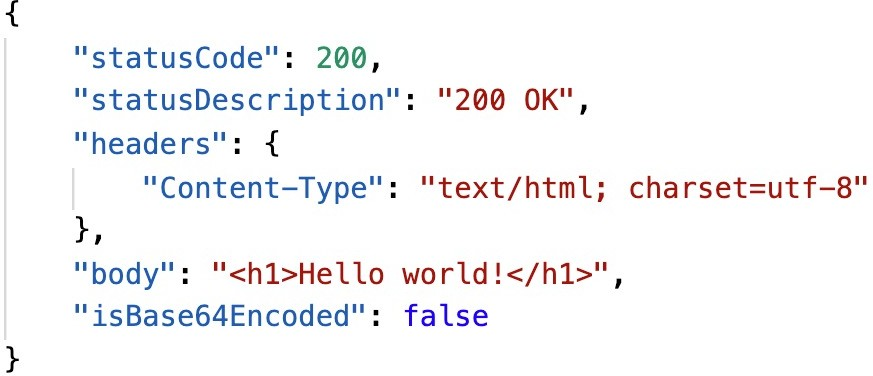 {
"statusCode": 200,
"statusDescription": "200 OK",
"headers": {
"Content-Type": "text/html; charset=utf-8"
},
"body": "<h1>Hello world!</h1>",
"isBase64Encoded": false
}